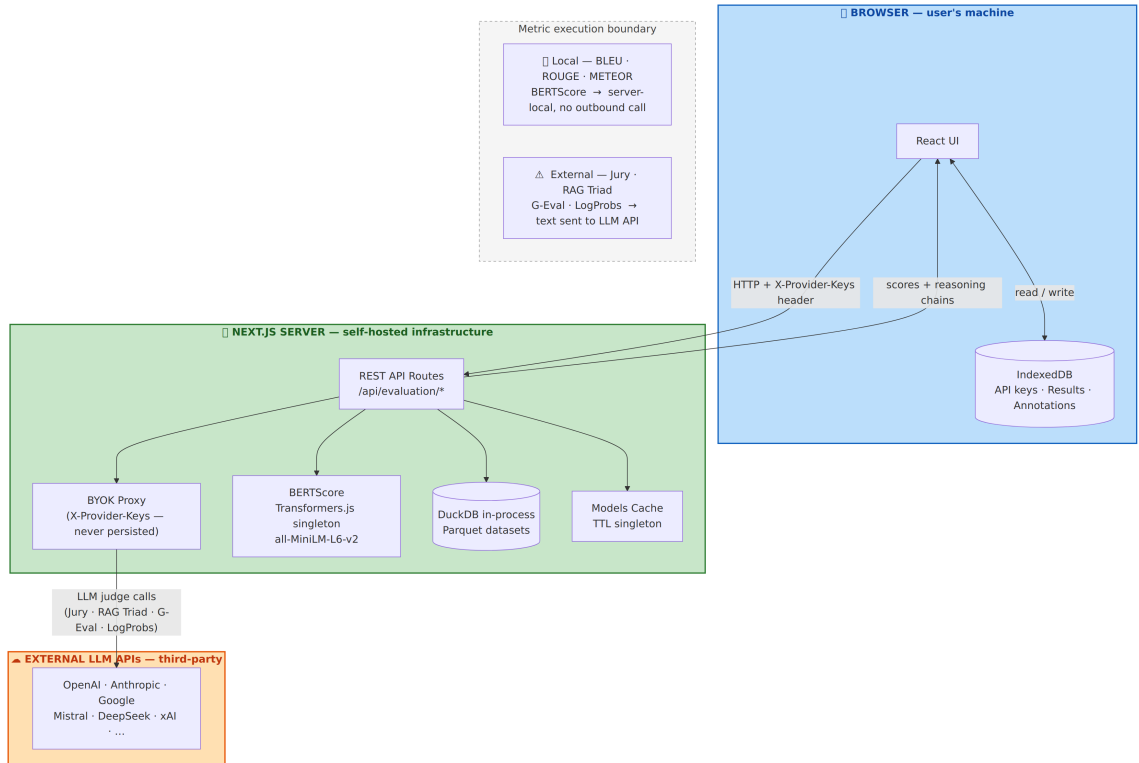 BROWSER — user's machine
Metric execution boundary
Local — BLEU ·
ROUGE · METEOR
BERTScore → server-
local, no outbound call
React UI
⚠ External — Jury ·
RAG Triad
G-Eval · LogProbs →
text sent to LLM API
HTTP + X-Provider-Keys
header
scores + reasoning
chains
read / write
NEXT.JS SERVER — self-hosted infrastructure
REST API Routes
/api/evaluation/*
IndexedDB
API keys · Results ·
Annotations
BYOK Proxy
(X-Provider-Keys —
never persisted)
BERTScore
Transformers.js
singleton
all-MiniLM-L6-v2
DuckDB in-process
Parquet datasets
Models Cache
TTL singleton
LLM judge calls
(Jury · RAG Triad · G-
Eval · LogProbs)
☁ EXTERNAL LLM APIs — third-party
OpenAI · Anthropic ·
Google
Mistral · DeepSeek · xAI
· ...